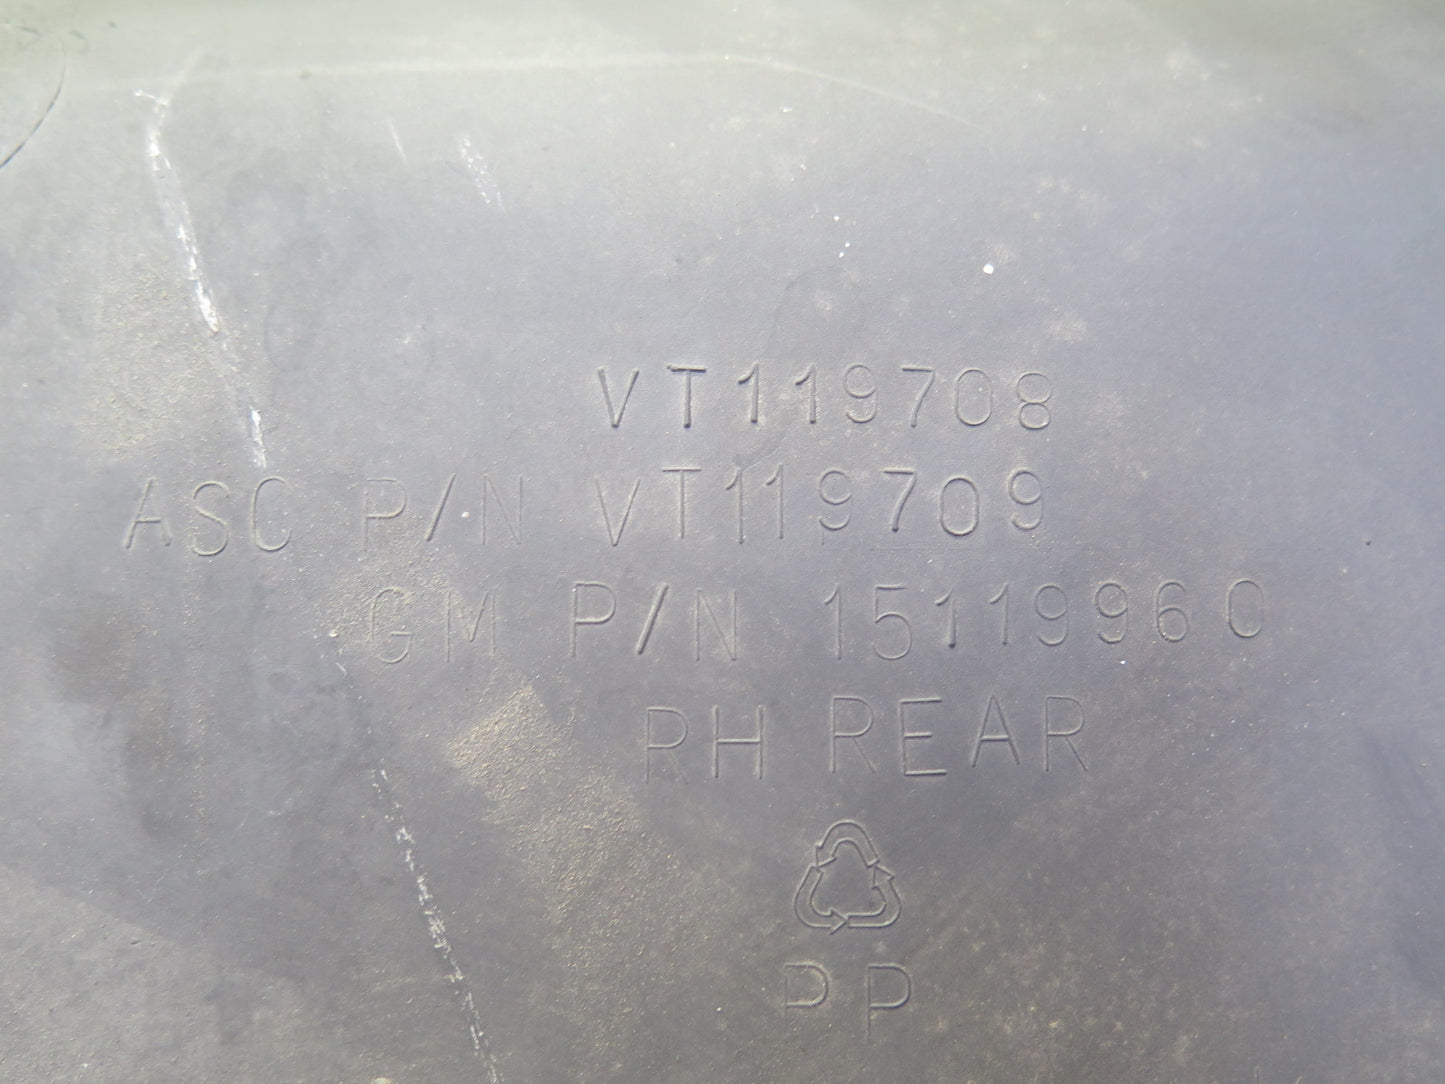 VT119708
ASC P/N VT119709
GM P/N 15119960
RH REAR
PP